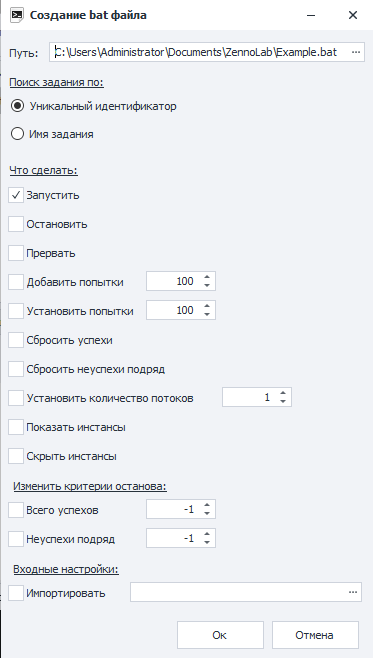 Создание bat файла
Путь: C:\Users\Administrator\Documents\ZennoLab\Example.bat ...
Поиск задания по:
Уникальный идентификатор
Имя задания
Что сделать:
Запустить
Остановить
Прервать
Добавить попытки 100
Установить попытки 100
Сбросить успехи
Сбросить неуспехи подряд
Установить количество потоков 1
Показать инстансы
Скрыть инстансы
Изменить критерии останова:
Всего успехов -1
Неуспехи подряд -1
Входные настройки:
Импортировать ...
Ок Отмена